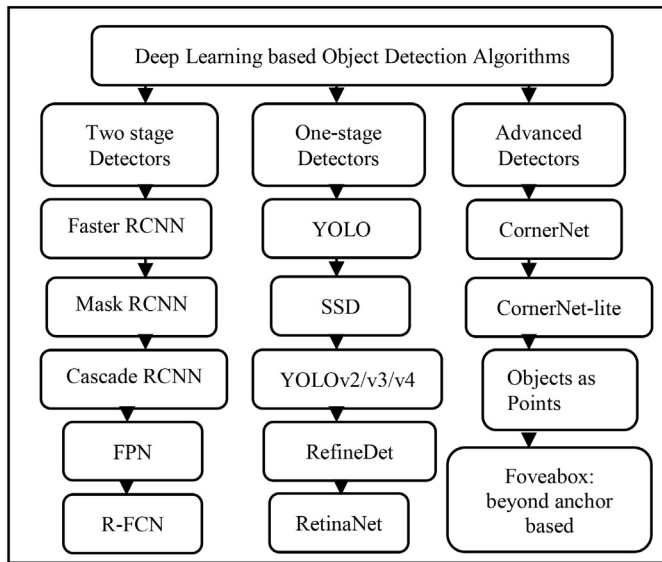 Deep Learning based Object Detection Algorithms
Two stage
Detectors
One-stage
Detectors
Advanced
Detectors
Faster RCNN
YOLO
CornerNet
Mask RCNN
SSD
CornerNet-lite
Cascade RCNN
YOLOv2/v3/v4
Objects as
Points
FPN
RefineDet
Foveabox:
beyond anchor
based
R-FCN
RetinaNet